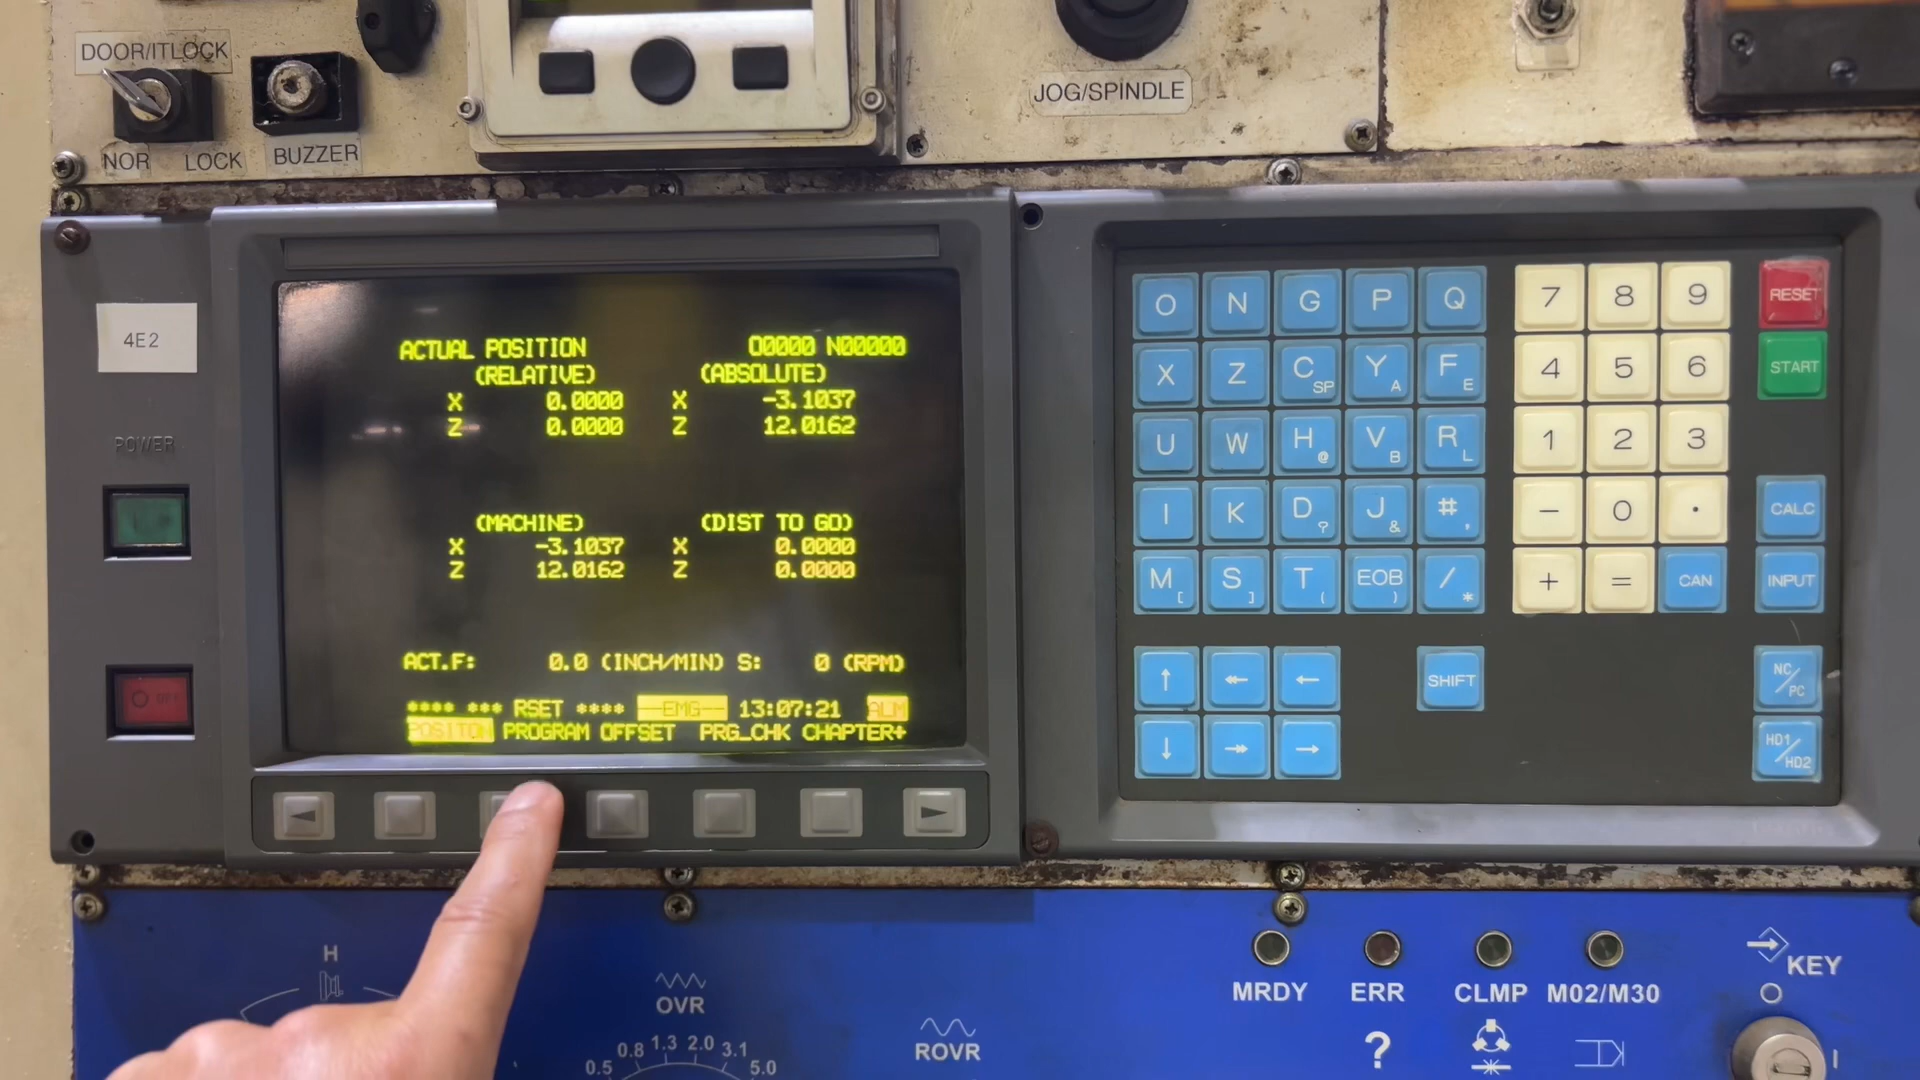 DOOR/ITLOCK
NOR LOCK BUZZER
JOG/SPINDLE
4E2
POWER
OFF
ACTUAL POSITION O0000 N00000
(RELATIVE) (ABSOLUTE)
X 0.0000 X -3.1037
Z 0.0000 Z 12.0162
(MACHINE) (DIST TO GO)
X -3.1037 X 0.0000
Z 12.0162 Z 0.0000
ACT.F: 0.0 (INCH/MIN) S: 0 (RPM)
**** *** RSET **** --EMG-- 13:07:21 ALM
POSITON PROGRAM OFFSET PRG_CHK CHAPTER+
O N G P Q 7 8 9 RESET
X Z C SP Y A F E 4 5 6 START
U W H @ V B R L 1 2 3
I K D ? J & # , - 0 . CALC
M [ S ] T ( EOB ) / * + = CAN INPUT
↑ ↞ ← SHIFT NC/PC
↓ ↠ → HD1/HD2
MRDY ERR CLMP M02/M30 KEY
?
H
OVR
0.5 0.8 1.3 2.0 3.1 5.0
ROVR
I